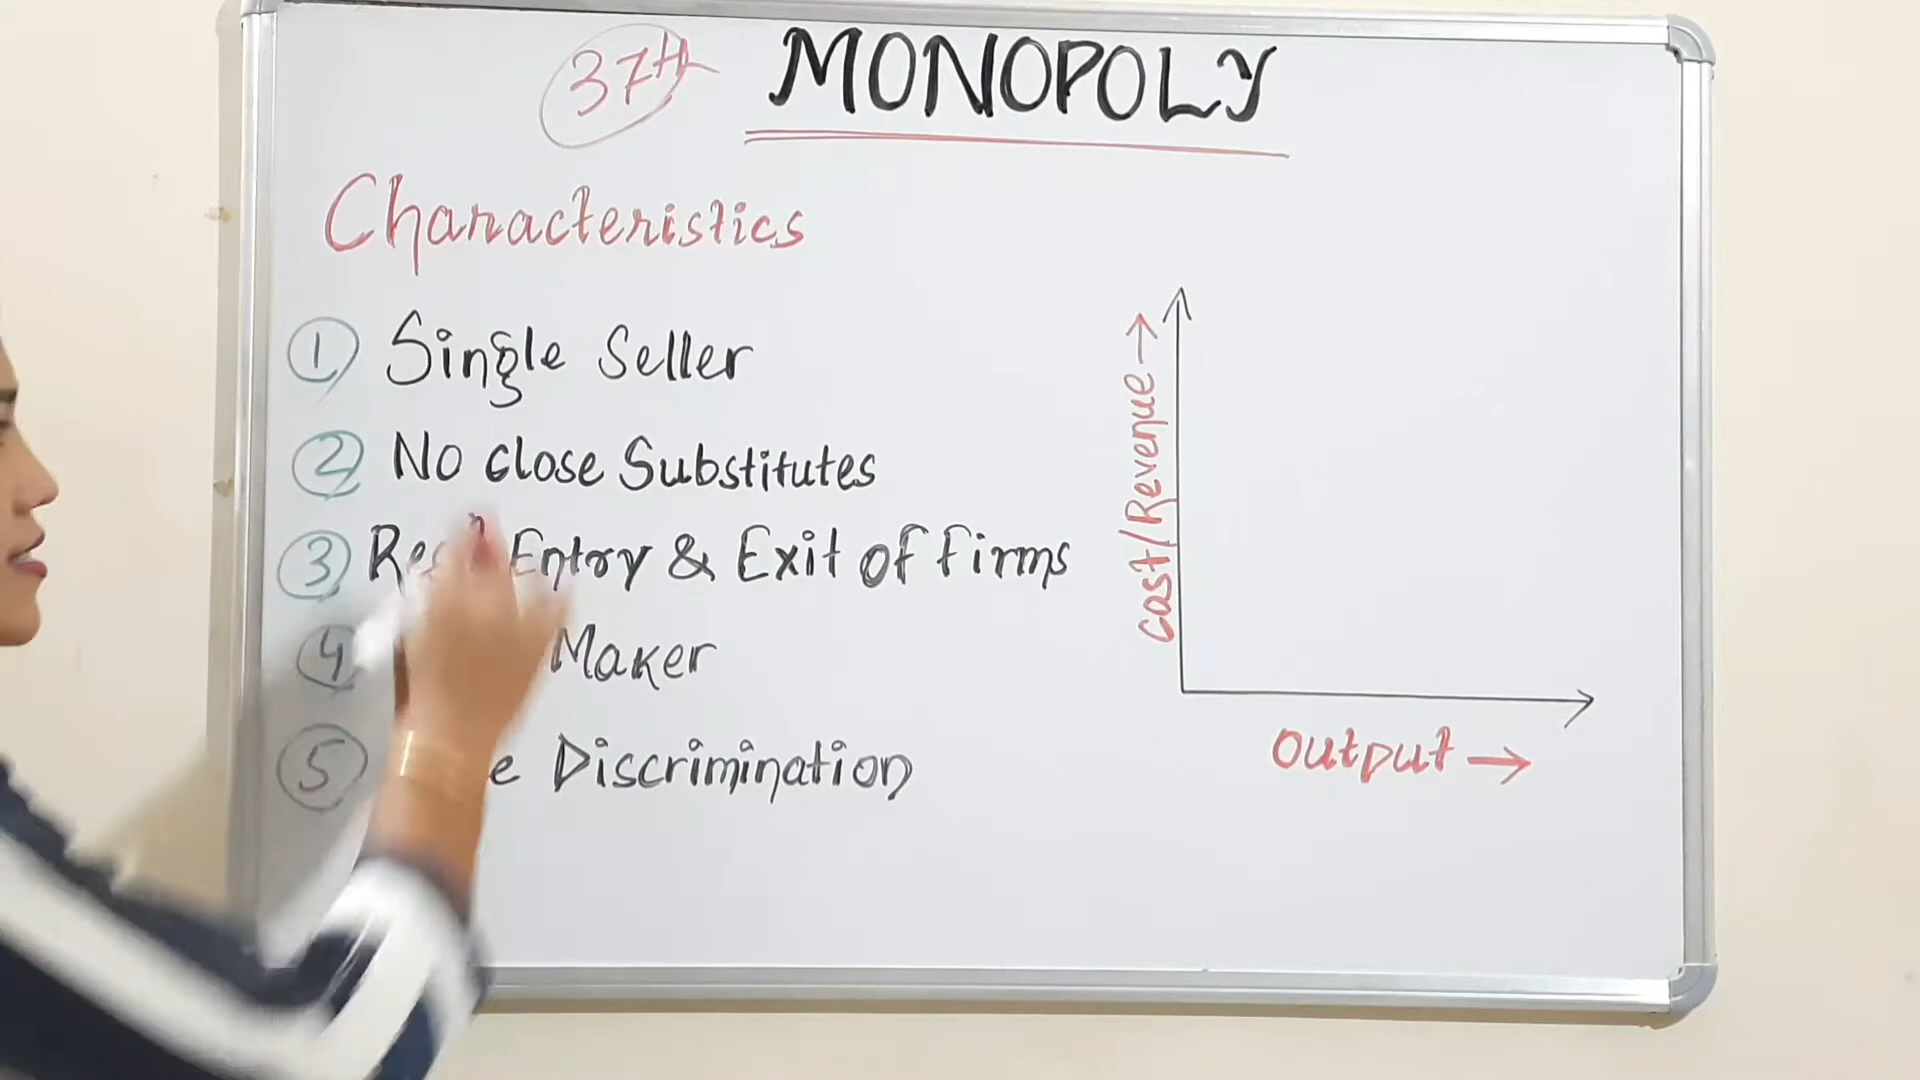 37th MONOPOLY
Characteristics
1 Single Seller
2 No close Substitutes
3 Entry & Exit of firms
4 Maker
5 Discrimination
Cost/Revenue →
Output →